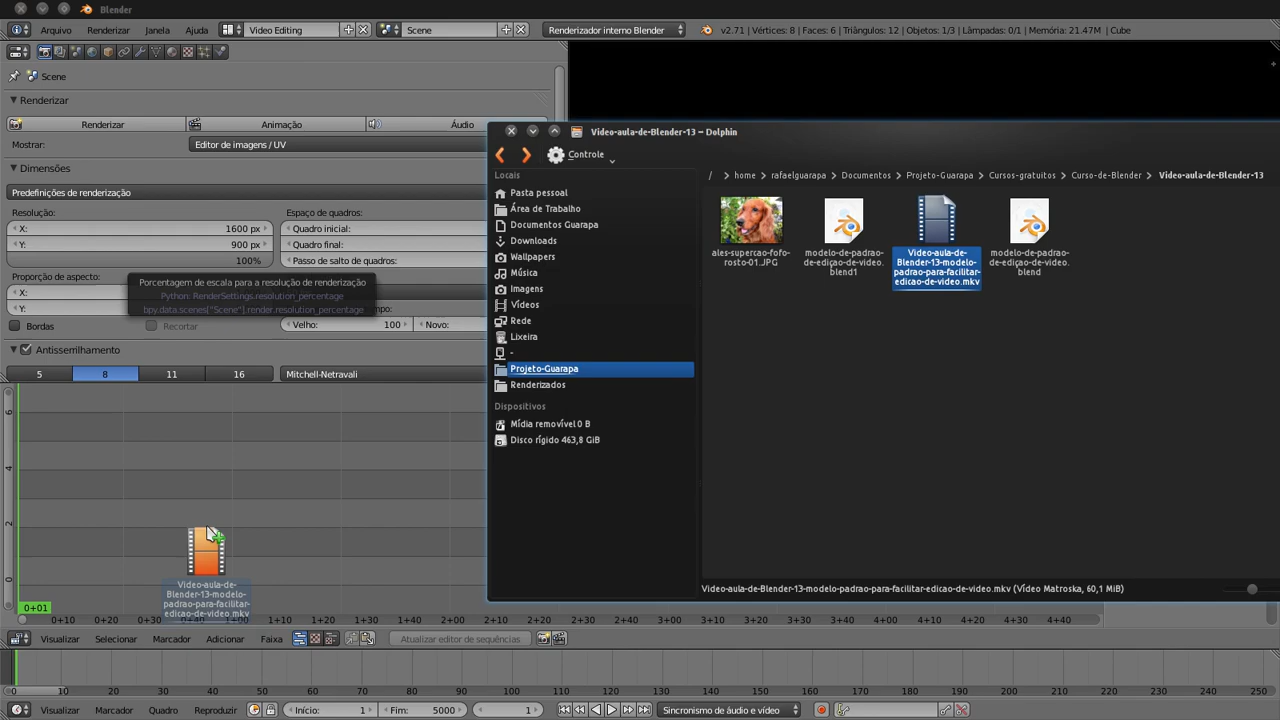 Blender
Arquivo Renderizar Janela Ajuda Video Editing Scene Renderizador interno Blender v2.71 | Vértices: 8 | Faces: 6 | Triângulos: 12 | Objetos: 1/3 | Lâmpadas: 0/1 | Memória: 21.47M | Cube
Scene
Renderizar
Renderizar Animação Áudio
Mostrar: Editor de imagens / UV
Dimensões
Predefinições de renderização
Resolução: Espaço de quadros:
X: 1600 px Quadro inicial:
Y: 900 px Quadro final:
100% Passo de salto de quadros:
Proporção de aspecto:
X:
Y:
Porcentagem de escala para a resolução de renderização
Python: RenderSettings.resolution_percentage
bpy.data.scenes["Scene"].render.resolution_percentage
Bordas Recortar Velho: 100 Novo:
Antisserrilhamento
5 8 11 16 Mitchell-Netravali
Video-aula-de-Blender-13 – Dolphin
Controle
Locais
Pasta pessoal
Área de Trabalho
Documentos Guarapa
Downloads
Wallpapers
Música
Imagens
Vídeos
Rede
Lixeira
-
Projeto-Guarapa
Renderizados
Dispositivos
Mídia removível 0 B
Disco rígido 463,8 GiB
/ > home > rafaelguarapa > Documentos > Projeto-Guarapa > Cursos-gratuitos > Curso-de-Blender > Video-aula-de-Blender-13
ales-supercao-fofo-
rosto-01.JPG
modelo-de-padrao-
de-ediçao-de-video.
blend1
Video-aula-de-
Blender-13-modelo-
padrao-para-facilitar-
edicao-de-video.mkv
modelo-de-padrao-
de-ediçao-de-video.
blend
Video-aula-de-Blender-13-modelo-padrao-para-facilitar-edicao-de-video.mkv (Vídeo Matroska, 60,1 MiB)
6
4
2
0
Video-aula-de-
Blender-13-modelo-
padrao-para-facilitar-
edicao-de-video.mkv
0+01
0+10 0+30 0+40 1+00 1+10 1+30 1+40 2+00 2+10 2+30 2+40 3+00 3+10 3+30 3+40 4+00 4+10 4+30 4+40
Visualizar Selecionar Marcador Adicionar Faixa Atualizar editor de sequências
0 10 20 30 40 50 60 70 80 90 100 110 120 130 140 150 160 170 180 190 200 210 220 230 240 250
Visualizar Marcador Quadro Reproduzir Início: 1 Fim: 5000 1 Sincronismo de áudio e vídeo